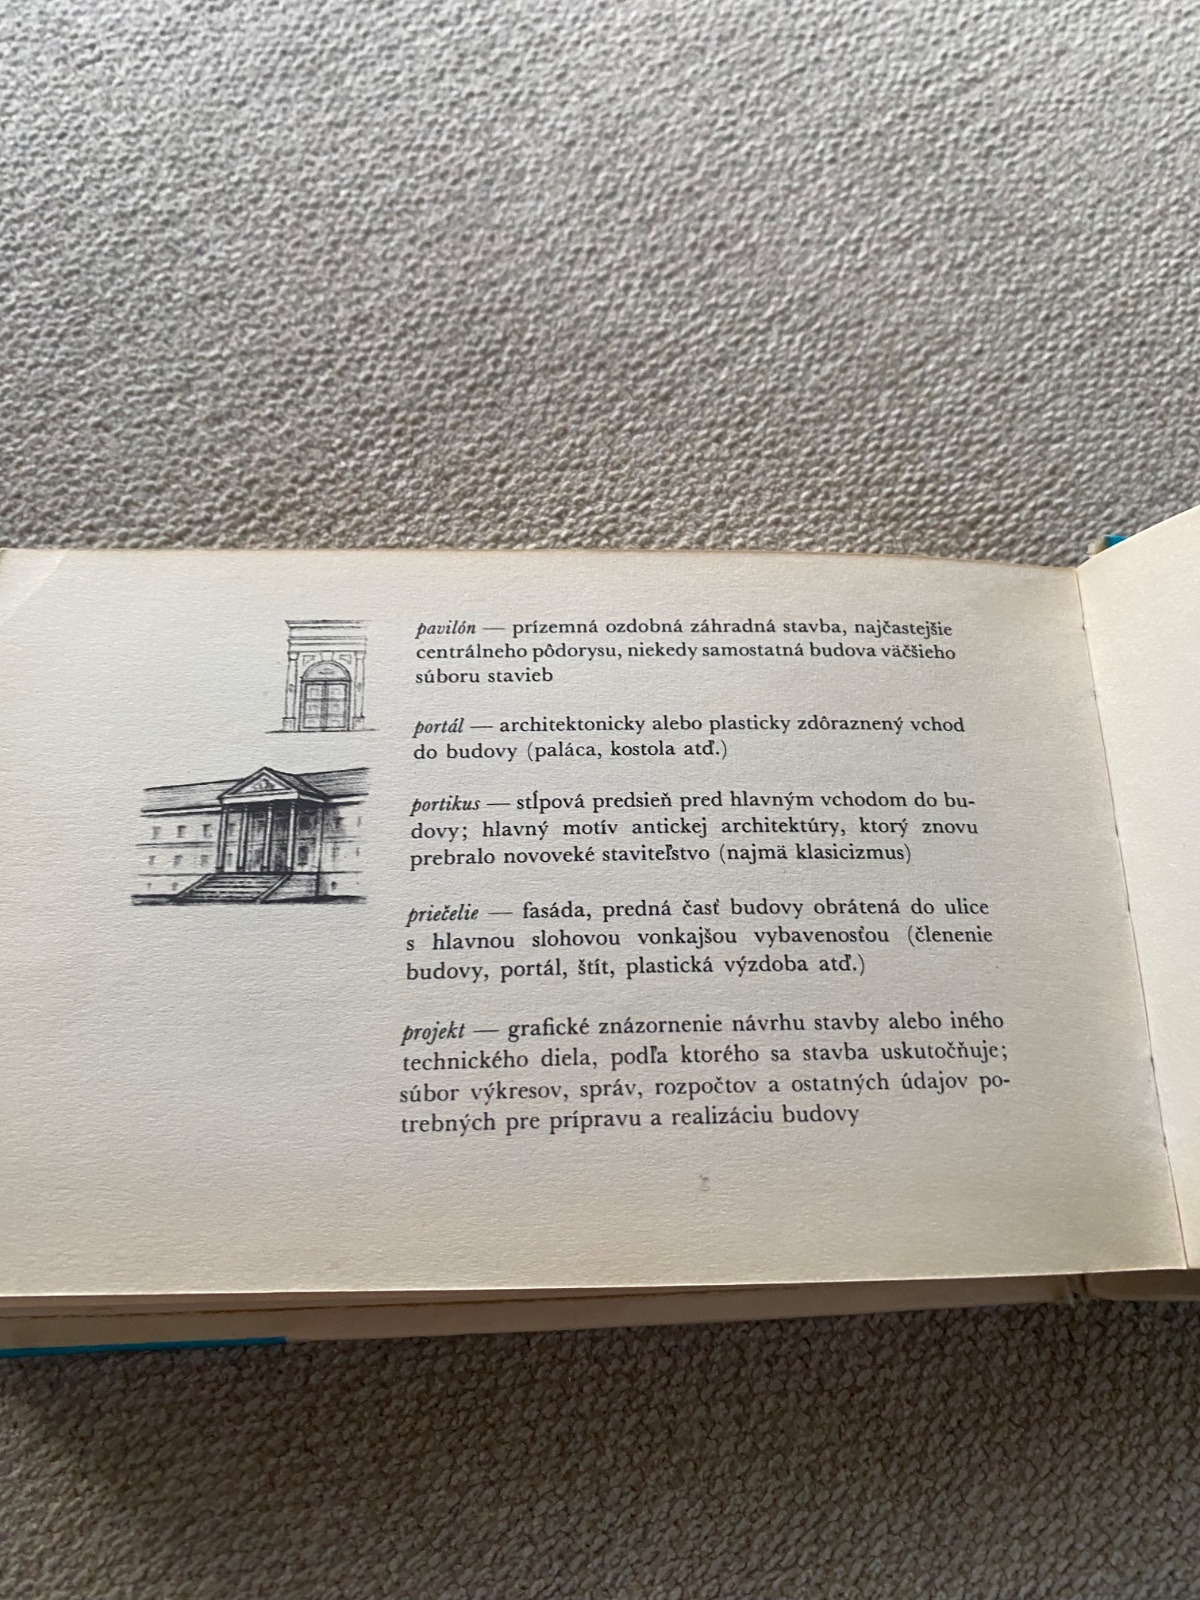 pavilón — prízemná ozdobná záhradná stavba, najčastejšie
centrálneho pôdorysu, niekedy samostatná budova väčšieho
súboru stavieb
portál — architektonicky alebo plasticky zdôraznený vchod
do budovy (paláca, kostola atď.)
portikus — stĺpová predsieň pred hlavným vchodom do bu-
dovy; hlavný motív antickej architektúry, ktorý znovu
prebralo novoveké staviteľstvo (najmä klasicizmus)
priečelie — fasáda, predná časť budovy obrátená do ulice
s hlavnou slohovou vonkajšou vybavenosťou (členenie
budovy, portál, štít, plastická výzdoba atď.)
projekt — grafické znázornenie návrhu stavby alebo iného
technického diela, podľa ktorého sa stavba uskutočňuje;
súbor výkresov, správ, rozpočtov a ostatných údajov po-
trebných pre prípravu a realizáciu budovy